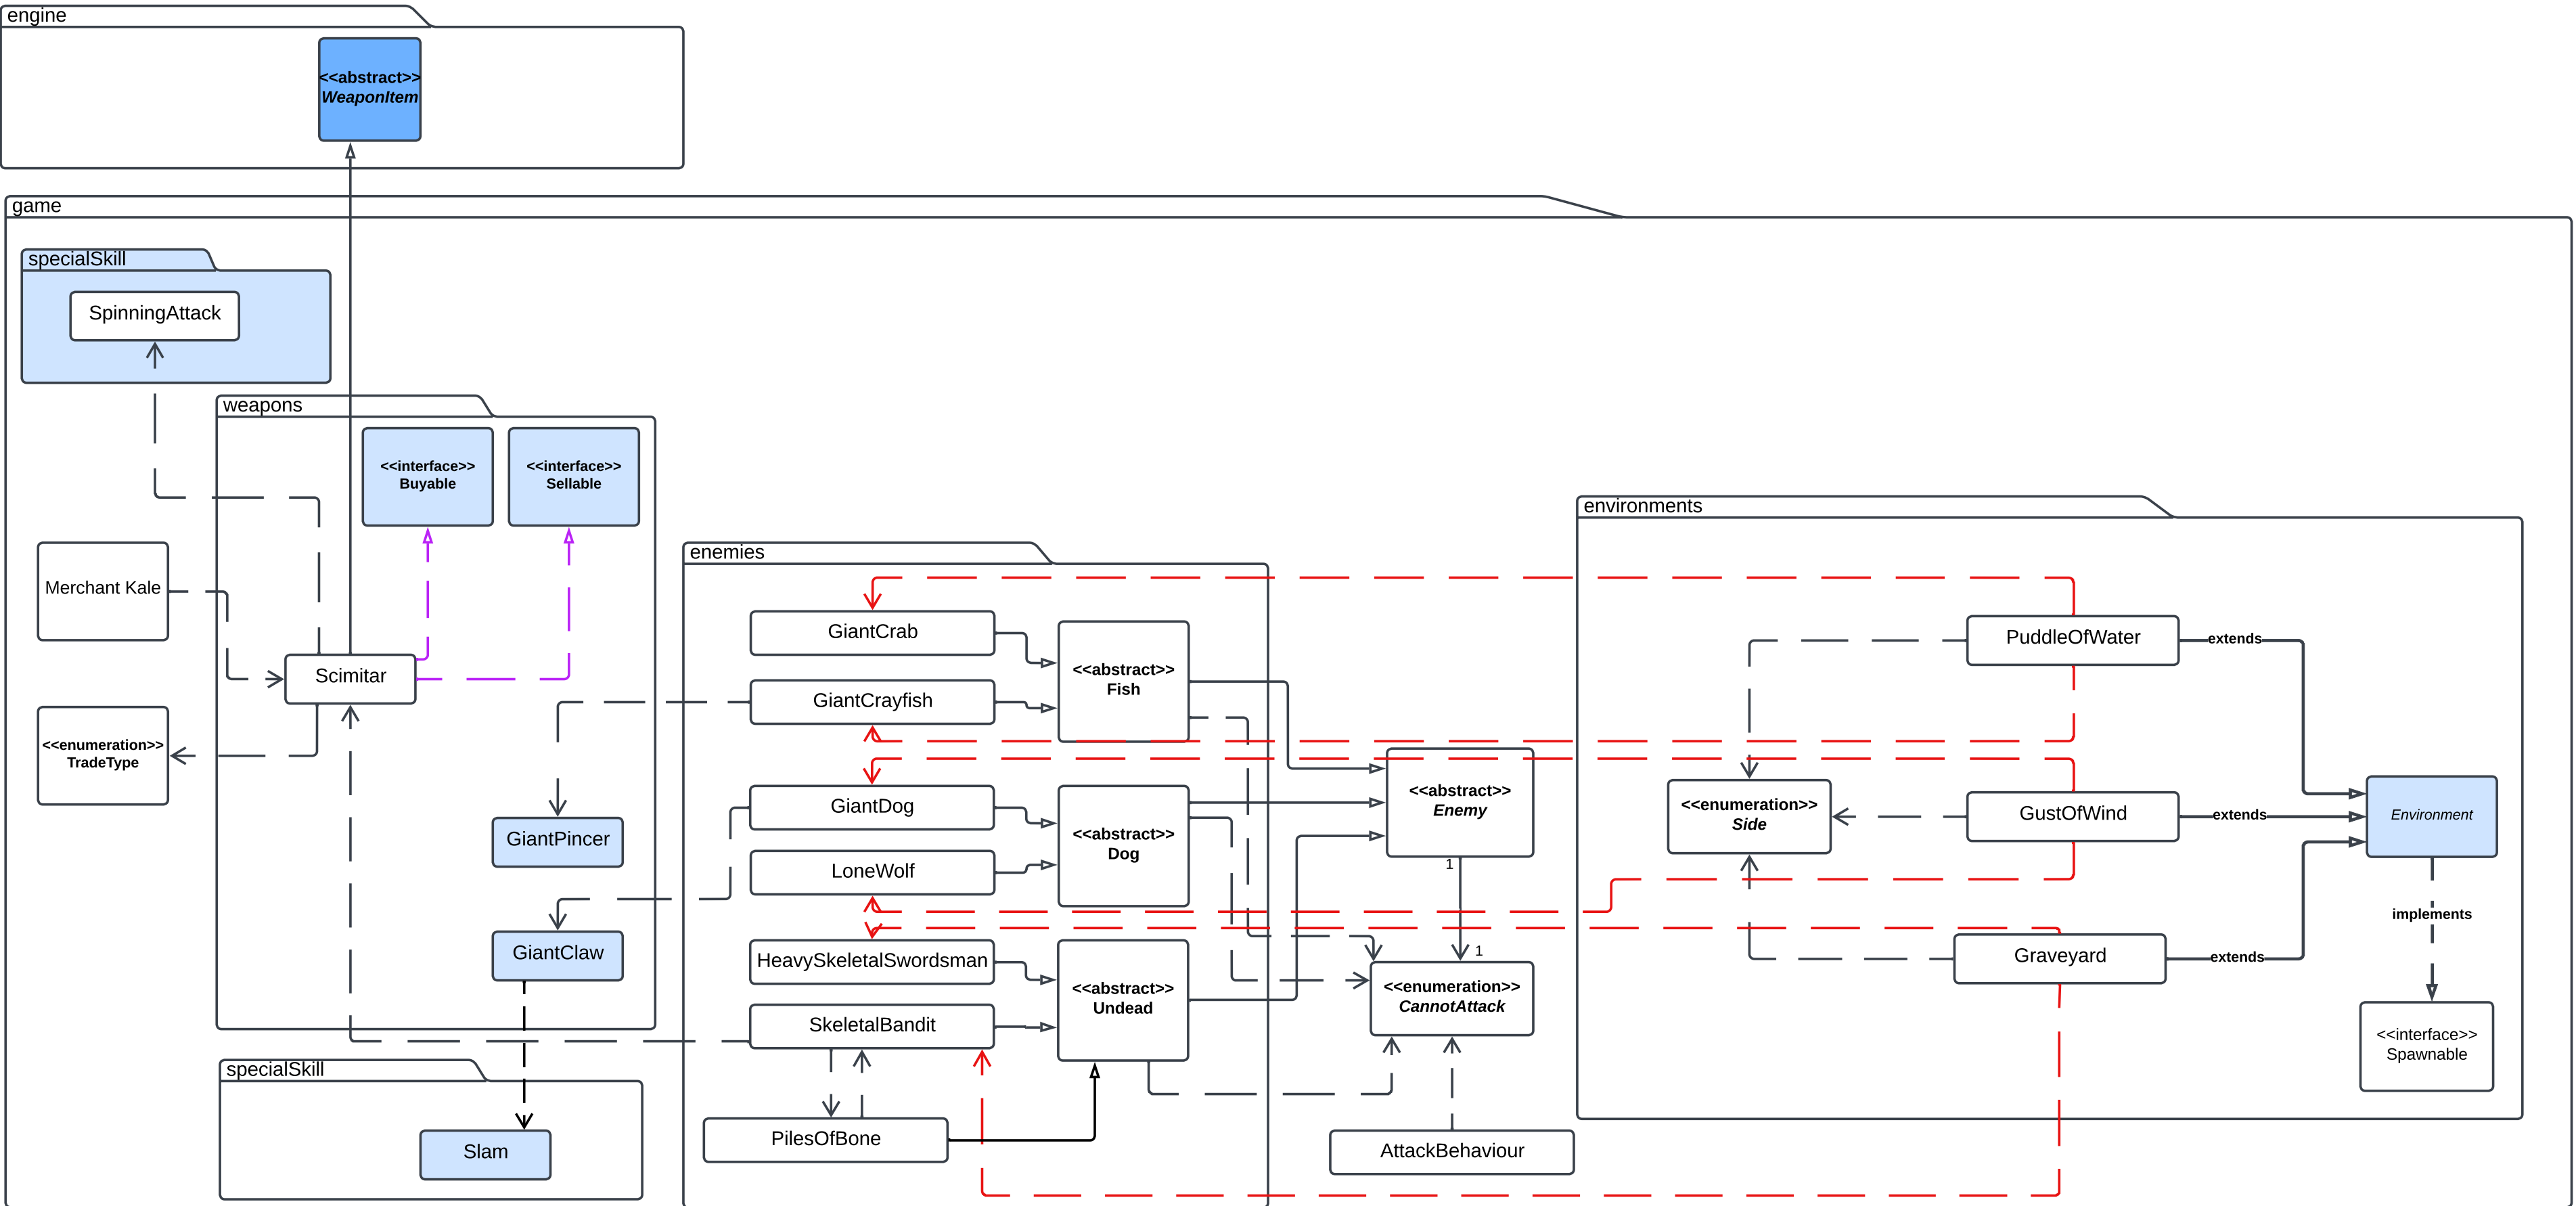 engine
<<abstract>>
WeaponItem
game
specialSkill
SpinningAttack
weapons
<<interface>>
Buyable
<<interface>>
Sellable
Merchant Kale
Scimitar
<<enumeration>>
TradeType
GiantPincer
GiantClaw
specialSkill
Slam
enemies
GiantCrab
GiantCrayfish
<<abstract>>
Fish
GiantDog
LoneWolf
<<abstract>>
Dog
HeavySkeletalSwordsman
SkeletalBandit
<<abstract>>
Undead
PilesOfBone
<<abstract>>
Enemy
1
1
<<enumeration>>
CannotAttack
AttackBehaviour
environments
PuddleOfWater
extends
<<enumeration>>
Side
GustOfWind
extends
Environment
Graveyard
extends
implements
<<interface>>
Spawnable